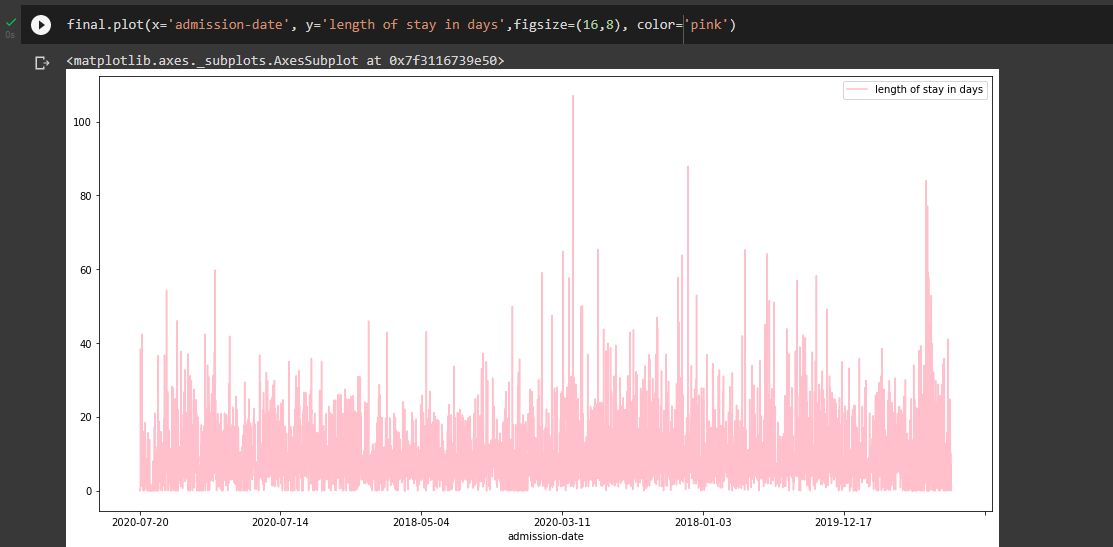 final.plot(x='admission-date', y='length of stay in days',figsize=(16,8), color='pink')
0s
<matplotlib.axes._subplots.AxesSubplot at 0x7f3116739e50>
length of stay in days
100
80
60
40
20
0
2020-07-20 2020-07-14 2018-05-04 2020-03-11 2018-01-03 2019-12-17
admission-date